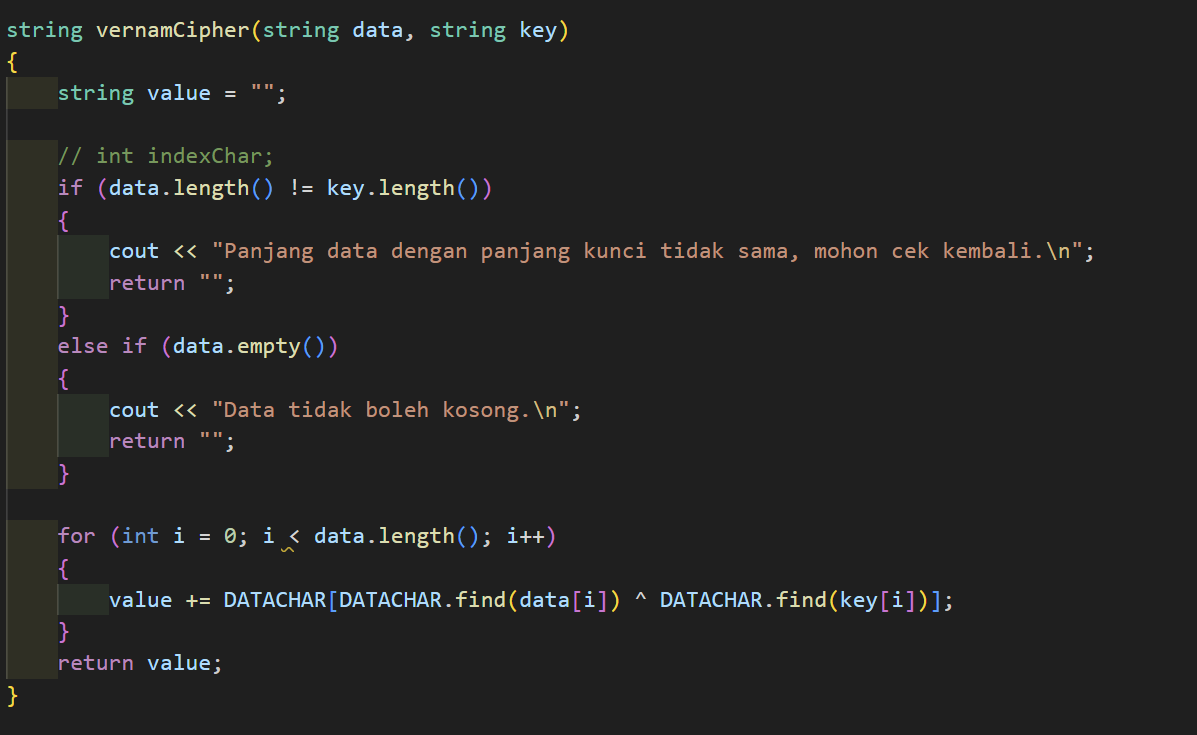 string vernamCipher(string data, string key)
{
    string value = "";

    // int indexChar;
    if (data.length() != key.length())
    {
        cout << "Panjang data dengan panjang kunci tidak sama, mohon cek kembali.\n";
        return "";
    }
    else if (data.empty())
    {
        cout << "Data tidak boleh kosong.\n";
        return "";
    }

    for (int i = 0; i < data.length(); i++)
    {
        value += DATACHAR[DATACHAR.find(data[i]) ^ DATACHAR.find(key[i])];
    }
    return value;
}